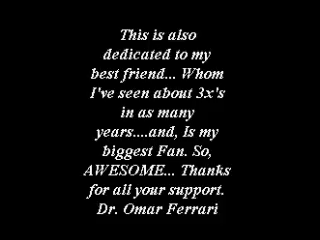 This is also
dedicated to my
best friend... Whom
I've seen about 3x's
in as many
years....and, Is my
biggest Fan. So,
AWESOME... Thanks
for all your support.
Dr. Omar Ferrari